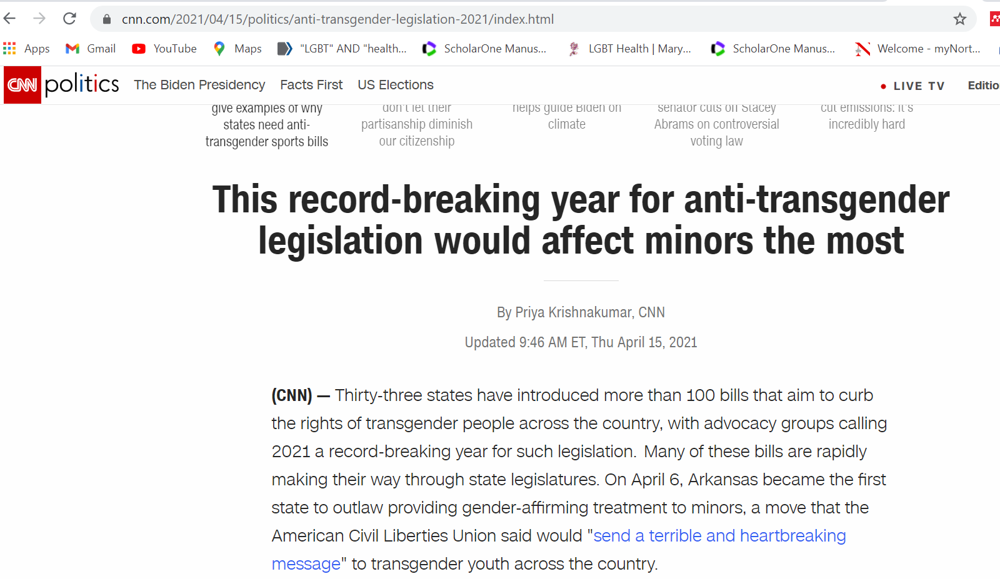 cnn.com/2021/04/15/politics/anti-transgender-legislation-2021/index.html
Apps Gmail YouTube Maps "LGBT" AND "health... ScholarOne Manus... LGBT Health | Mary... ScholarOne Manus... Welcome - myNort...
CNN politics The Biden Presidency Facts First US Elections LIVE TV Editio
give examples of why
states need anti-
transgender sports bills
don't let their
partisanship diminish
our citizenship
helps guide Biden on
climate
senator cuts off Stacey
Abrams on controversial
voting law
cut emissions: it's
incredibly hard
This record-breaking year for anti-transgender
legislation would affect minors the most
By Priya Krishnakumar, CNN
Updated 9:46 AM ET, Thu April 15, 2021
(CNN) — Thirty-three states have introduced more than 100 bills that aim to curb
the rights of transgender people across the country, with advocacy groups calling
2021 a record-breaking year for such legislation. Many of these bills are rapidly
making their way through state legislatures. On April 6, Arkansas became the first
state to outlaw providing gender-affirming treatment to minors, a move that the
American Civil Liberties Union said would "send a terrible and heartbreaking
message" to transgender youth across the country.